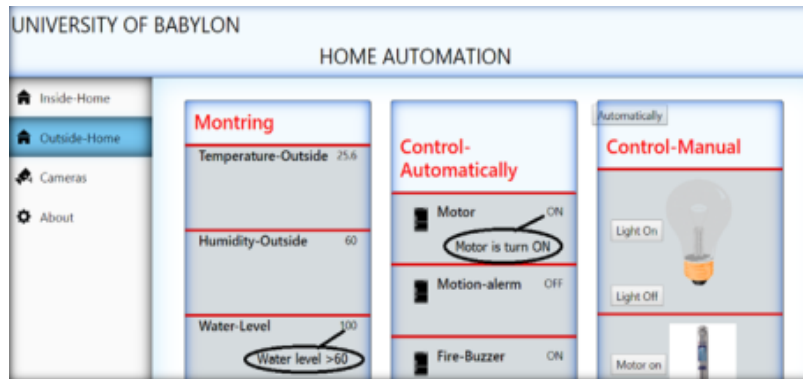 UNIVERSITY OF BABYLON
HOME AUTOMATION
Inside-Home
Outside-Home
Cameras
About
Montring
Temperature-Outside 25.6
Humidity-Outside 60
Water-Level 100
Water level >60
Control-
Automatically
Motor ON
Motor is turn ON
Motion-alerm OFF
Fire-Buzzer ON
Automatically
Control-Manual
Light On
Light Off
Motor on